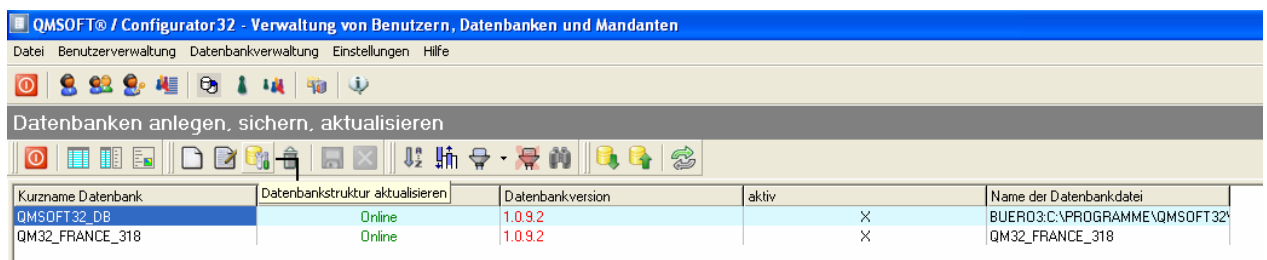 QMSOFT® / Configurator32 - Verwaltung von Benutzern, Datenbanken und Mandanten
Datei Benutzerverwaltung Datenbankverwaltung Einstellungen Hilfe
Datenbanken anlegen, sichern, aktualisieren
Datenbankstruktur aktualisieren
Kurzname Datenbank Datenbankversion aktiv Name der Datenbankdatei
QMSOFT32_DB Online 1.0.9.2 X BUERO3:C:\PROGRAMME\QMSOFT32\
QM32_FRANCE_318 Online 1.0.9.2 X QM32_FRANCE_318